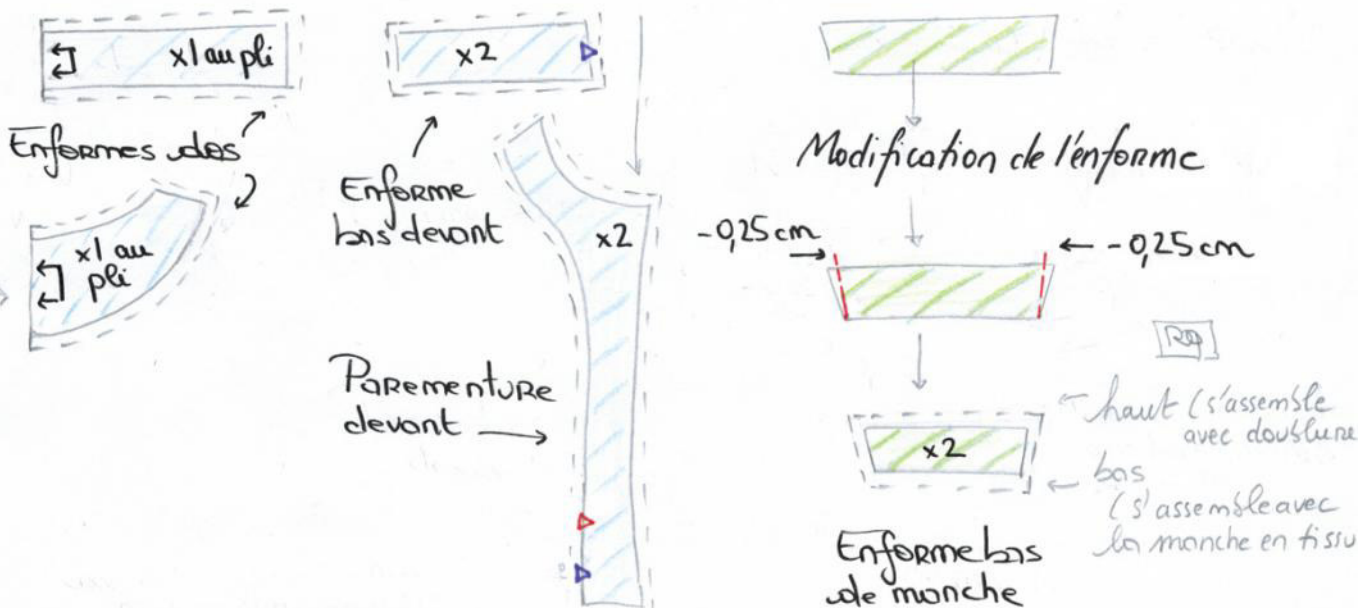 x1 au pli
Enformes dos
x1 au
pli
x2
Enforme
bas devant
x2
Parementure
devant
Modification de l'enforme
-0,25 cm
-0,25 cm
x2
Enforme bas
de manche
RQ
haut (s'assemble
avec doublure
bas
(s'assemble avec
la manche en tissu